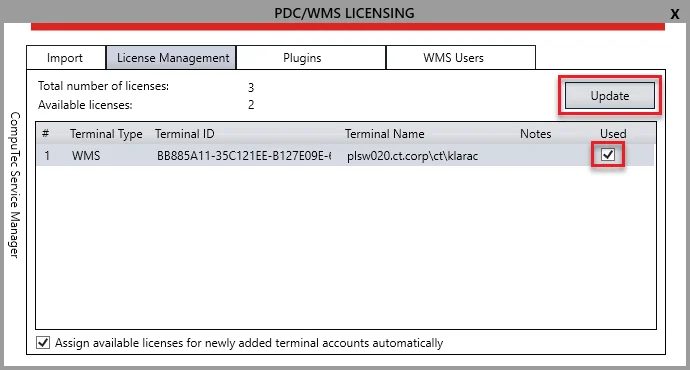 PDC/WMS LICENSING
X
Import License Management Plugins WMS Users
Total number of licenses: 3
Available licenses: 2
Update
# Terminal Type Terminal ID Terminal Name Notes Used
1 WMS BB885A11-35C121EE-B127E09E- plsw020.ct.corp\ct\klarac
Assign available licenses for newly added terminal accounts automatically
CompuTec Service Manager